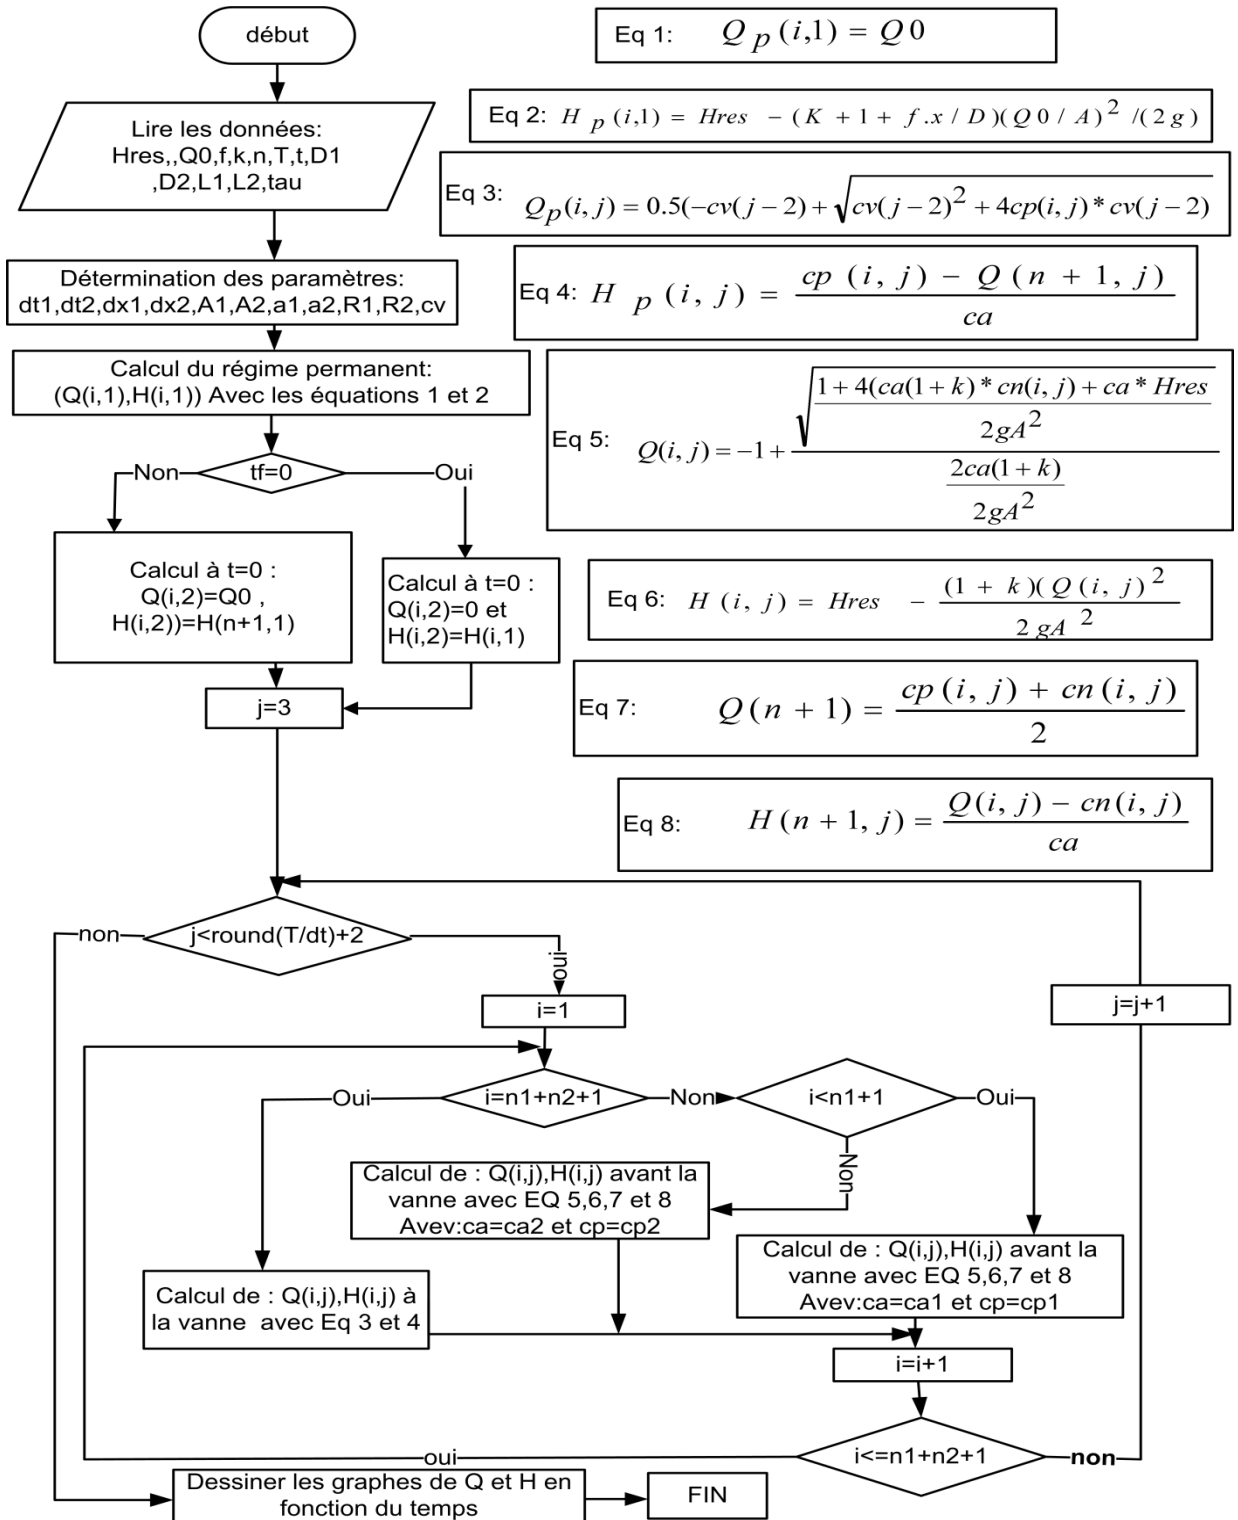 début
Eq 1: Q p (i,1) = Q 0
Lire les données:
Hres,,Q0,f,k,n,T,t,D1
,D2,L1,L2,tau
Eq 2: H p (i,1) = Hres − (K + 1 + f.x / D )(Q 0 / A)^2 /(2 g)
Eq 3: Q_p(i, j) = 0.5(−cv(j − 2) + √cv(j − 2)^2 + 4cp(i, j) * cv(j − 2)
Détermination des paramètres:
dt1,dt2,dx1,dx2,A1,A2,a1,a2,R1,R2,cv
Eq 4: H p (i, j) = cp (i, j) − Q (n + 1, j) / ca
Calcul du régime permanent:
(Q(i,1),H(i,1)) Avec les équations 1 et 2
Eq 5: Q(i, j) = −1 + √1 + 4(ca(1 + k) * cn(i, j) + ca * Hres / 2gA^2 / 2ca(1 + k) / 2gA^2
tf=0
Non
Oui
Calcul à t=0 :
Q(i,2)=Q0 ,
H(i,2))=H(n+1,1)
Calcul à t=0 :
Q(i,2)=0 et
H(i,2)=H(i,1)
Eq 6: H (i, j) = Hres − (1 + k)(Q (i, j)^2 / 2 gA^2
j=3
Eq 7: Q(n + 1) = cp(i, j) + cn(i, j) / 2
Eq 8: H (n + 1, j) = Q(i, j) − cn(i, j) / ca
non
j<round(T/dt)+2
oui
i=1
j=j+1
Oui
i=n1+n2+1
Non
i<n1+1
Oui
Non
Calcul de : Q(i,j),H(i,j) avant la
vanne avec EQ 5,6,7 et 8
Avev:ca=ca2 et cp=cp2
Calcul de : Q(i,j),H(i,j) avant la
vanne avec EQ 5,6,7 et 8
Avev:ca=ca1 et cp=cp1
Calcul de : Q(i,j),H(i,j) à
la vanne avec Eq 3 et 4
i=i+1
oui
i<=n1+n2+1
non
Dessiner les graphes de Q et H en
fonction du temps
FIN